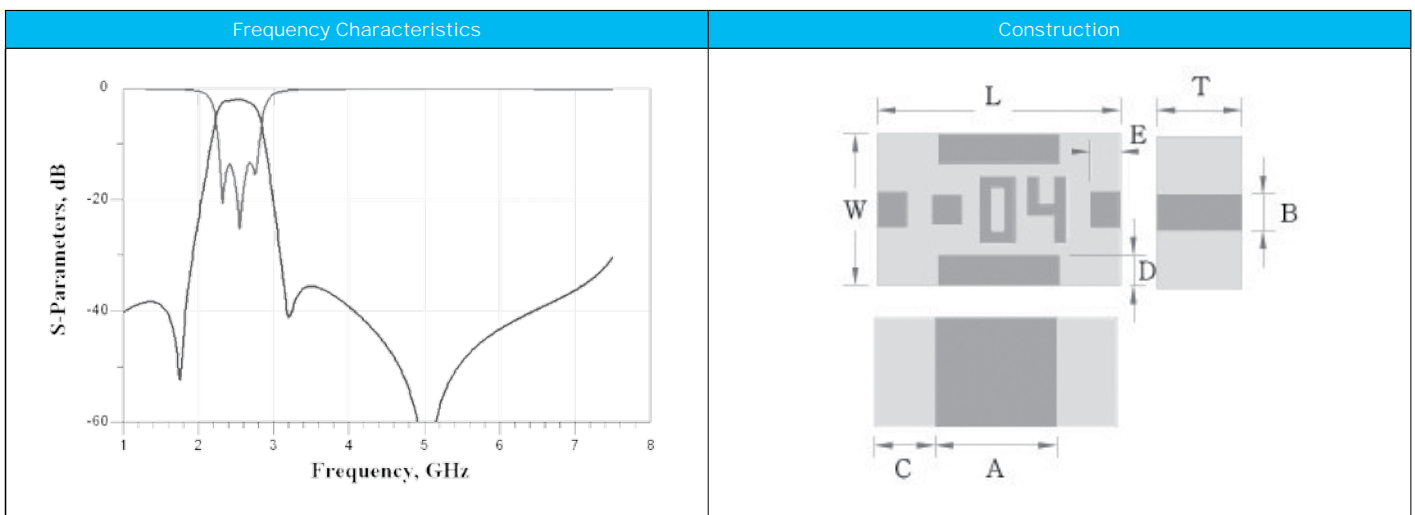 Frequency Characteristics
Construction
0
-20
-40
-60
S-Parameters, dB
1 2 3 4 5 6 7 8
Frequency, GHz
L
T
E
W
04
B
D
C
A